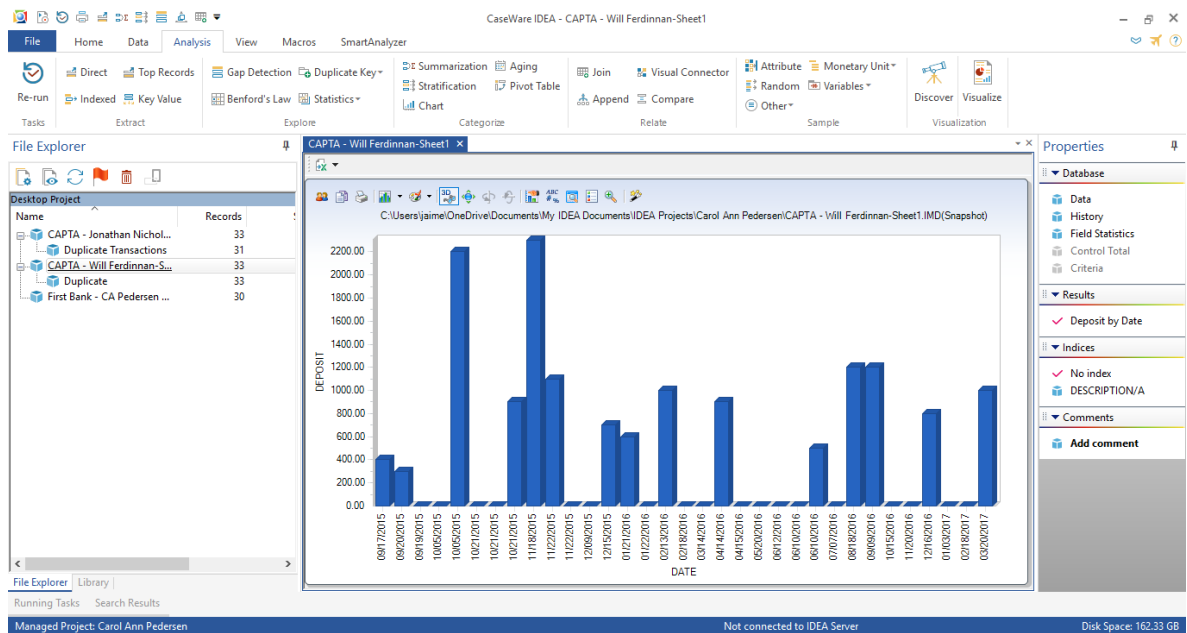 CaseWare IDEA - CAPTA - Will Ferdinnan-Sheet1
File Home Data Analysis View Macros SmartAnalyzer
Re-run
Tasks
Direct Top Records
Indexed Key Value
Extract
Gap Detection Duplicate Key
Benford's Law Statistics
Explore
Summarization Aging
Stratification Pivot Table
Chart
Categorize
Join Visual Connector
Append Compare
Relate
Attribute Monetary Unit
Random Variables
Other
Sample
Discover Visualize
Visualization
File Explorer
Desktop Project
Name Records
CAPTA - Jonathan Nichol... 33
Duplicate Transactions 31
CAPTA - Will Ferdinnan-S... 33
Duplicate 33
First Bank - CA Pedersen ... 30
File Explorer Library
Running Tasks Search Results
CAPTA - Will Ferdinnan-Sheet1
3D
ABC
C:\Users\jaime\OneDrive\Documents\My IDEA Documents\IDEA Projects\Carol Ann Pedersen\CAPTA - Will Ferdinnan-Sheet1.IMD(Snapshot)
DEPOSIT
2200.00
2000.00
1800.00
1600.00
1400.00
1200.00
1000.00
800.00
600.00
400.00
200.00
0.00
09/17/2015
09/20/2015
09/19/2015
10/05/2015
10/05/2015
10/21/2015
10/21/2015
10/21/2015
11/18/2015
11/22/2015
11/22/2015
12/09/2015
12/15/2015
01/21/2016
01/22/2016
02/13/2016
02/18/2016
03/14/2016
04/14/2016
04/15/2016
05/20/2016
06/12/2016
06/10/2016
06/10/2016
07/07/2016
08/18/2016
09/09/2016
10/15/2016
11/20/2016
12/16/2016
01/03/2017
02/18/2017
03/20/2017
DATE
Properties
Database
Data
History
Field Statistics
Control Total
Criteria
Results
Deposit by Date
Indices
No index
DESCRIPTION/A
Comments
Add comment
Managed Project: Carol Ann Pedersen Not connected to IDEA Server Disk Space: 162.33 GB